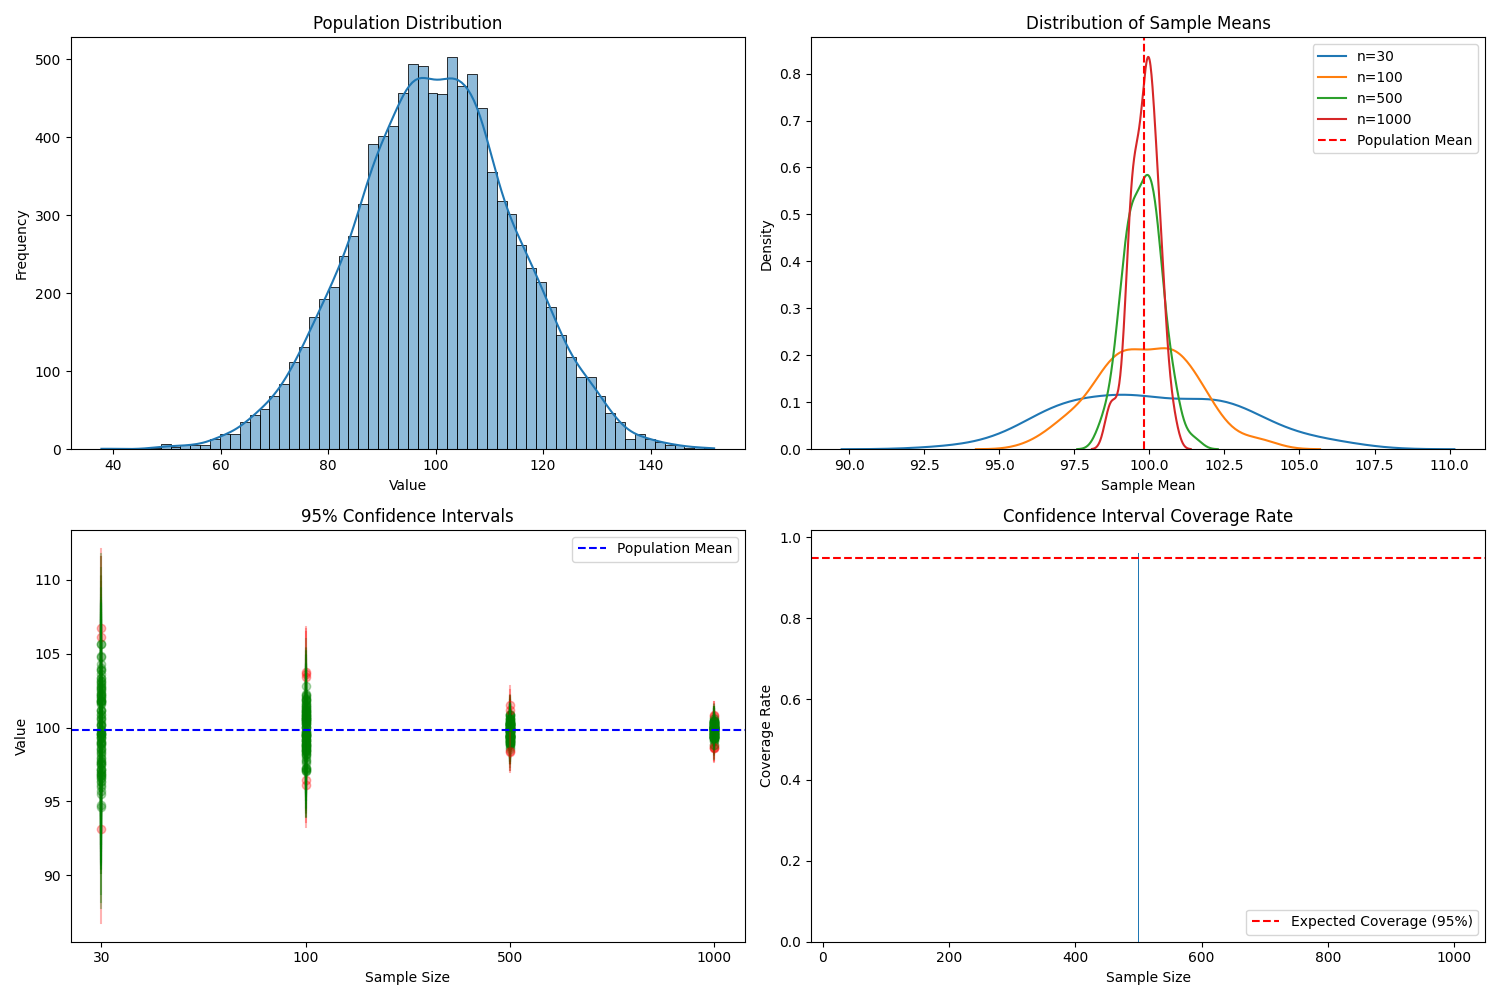 Population Distribution
Frequency
500
400
300
200
100
0
40 60 80 100 120 140
Value
Distribution of Sample Means
Density
0.8
0.7
0.6
0.5
0.4
0.3
0.2
0.1
0.0
n=30
n=100
n=500
n=1000
Population Mean
90.0 92.5 95.0 97.5 100.0 102.5 105.0 107.5 110.0
Sample Mean
95% Confidence Intervals
Value
110
105
100
95
90
Population Mean
30 100 500 1000
Sample Size
Confidence Interval Coverage Rate
Coverage Rate
1.0
0.8
0.6
0.4
0.2
0.0
Expected Coverage (95%)
0 200 400 600 800 1000
Sample Size